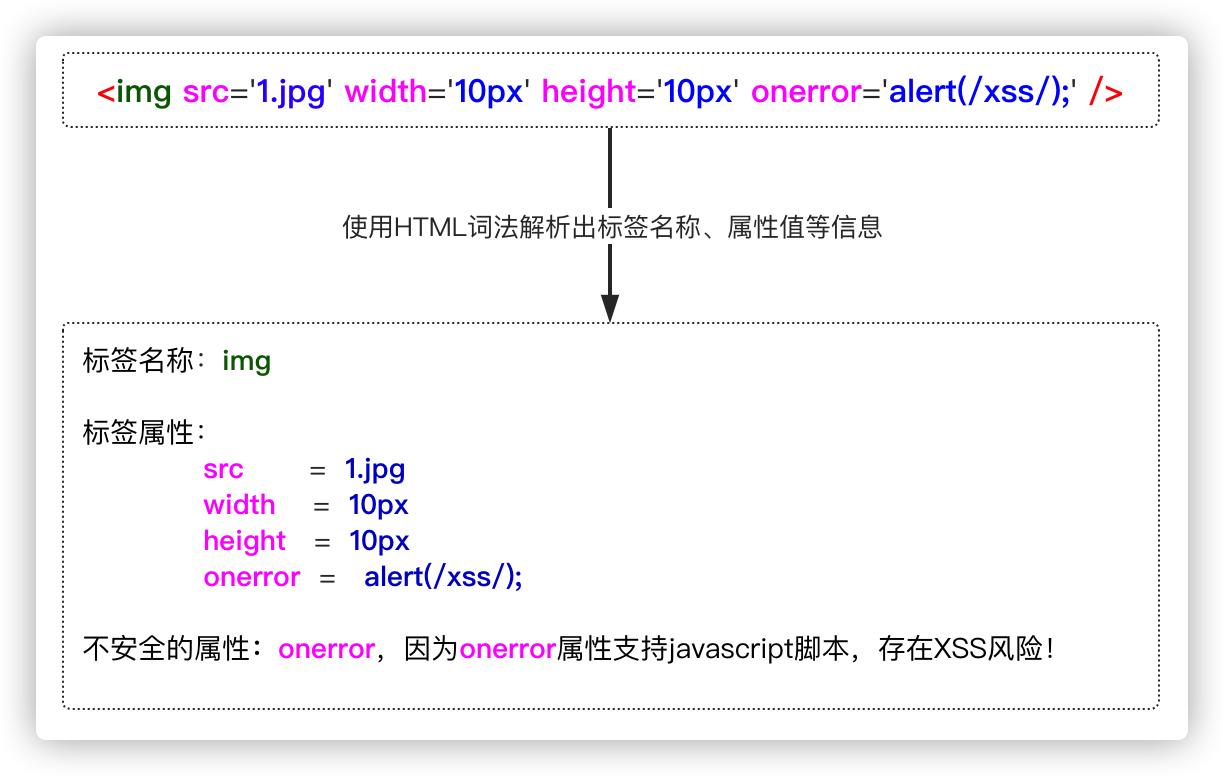 <img src='1.jpg' width='10px' height='10px' onerror='alert(/xss/);' />
使用HTML词法解析出标签名称、属性值等信息
标签名称：img
标签属性：
src = 1.jpg
width = 10px
height = 10px
onerror = alert(/xss/);
不安全的属性：onerror，因为onerror属性支持javascript脚本，存在XSS风险！